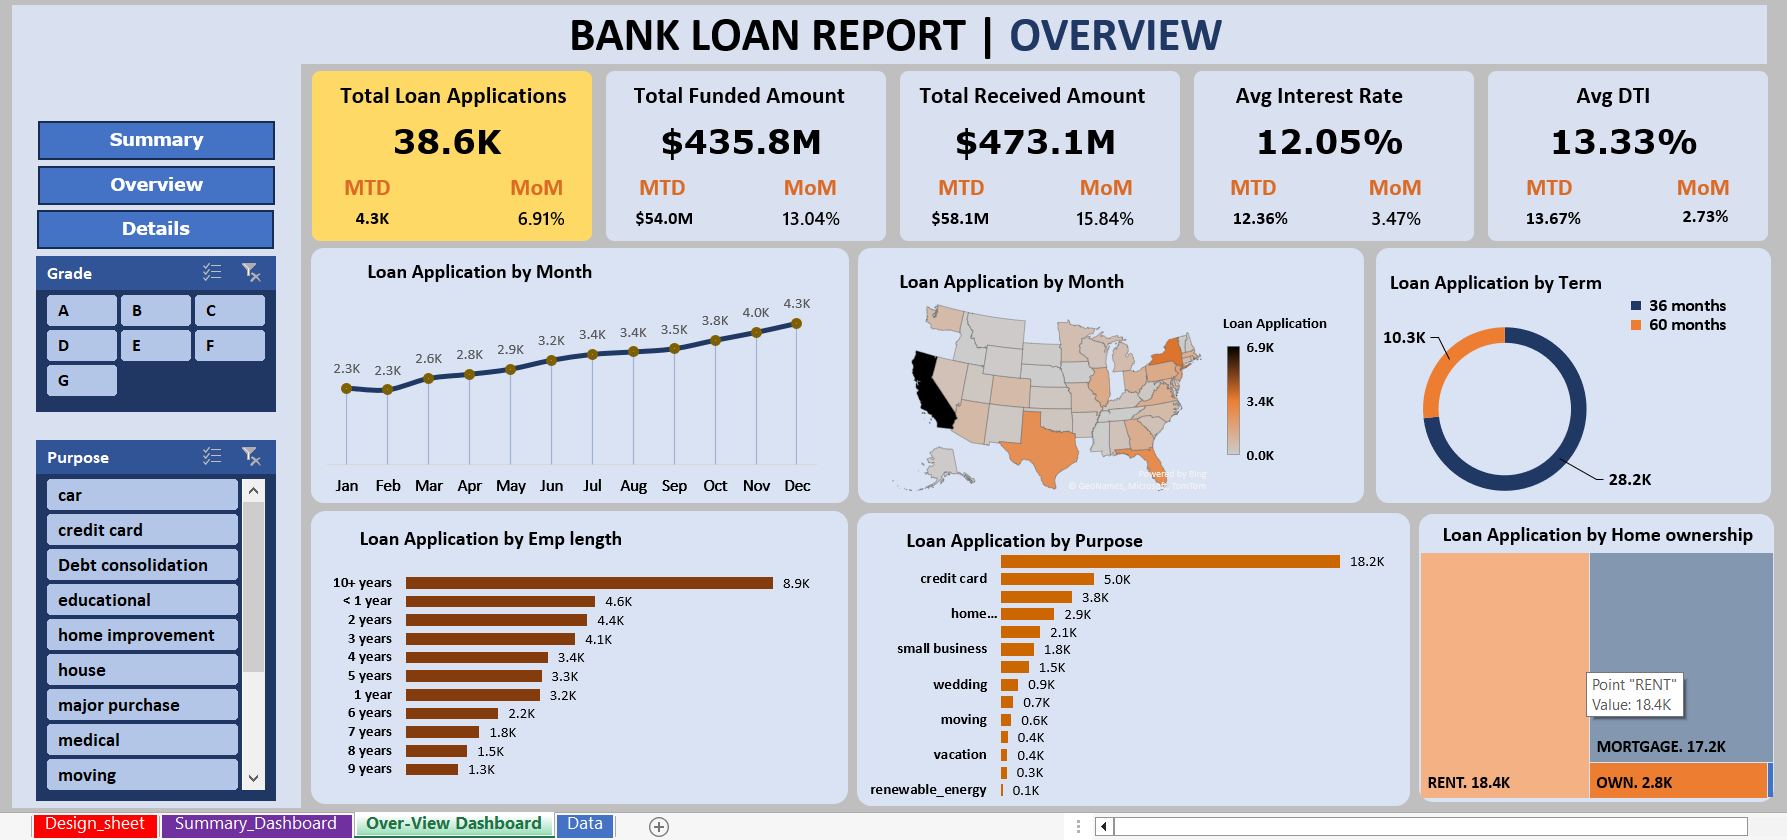 BANK LOAN REPORT | OVERVIEW
Summary
Overview
Details
Grade
A B C
D E F
G
Purpose
car
credit card
Debt consolidation
educational
home improvement
house
major purchase
medical
moving
Total Loan Applications
38.6K
MTD MoM
4.3K 6.91%
Total Funded Amount
$435.8M
MTD MoM
$54.0M 13.04%
Total Received Amount
$473.1M
MTD MoM
$58.1M 15.84%
Avg Interest Rate
12.05%
MTD MoM
12.36% 3.47%
Avg DTI
13.33%
MTD MoM
13.67% 2.73%
Loan Application by Month
2.3K 2.3K 2.6K 2.8K 2.9K 3.2K 3.4K 3.4K 3.5K 3.8K 4.0K 4.3K
Jan Feb Mar Apr May Jun Jul Aug Sep Oct Nov Dec
Loan Application by Month
Loan Application
6.9K
3.4K
0.0K
Powered by Bing
© GeoNames, Microsoft, TomTom
Loan Application by Term
36 months
60 months
10.3K
28.2K
Loan Application by Emp length
10+ years 8.9K
< 1 year 4.6K
2 years 4.4K
3 years 4.1K
4 years 3.4K
5 years 3.3K
1 year 3.2K
6 years 2.2K
7 years 1.8K
8 years 1.5K
9 years 1.3K
Loan Application by Purpose
18.2K
credit card 5.0K
3.8K
home... 2.9K
2.1K
small business 1.8K
1.5K
wedding 0.9K
0.7K
moving 0.6K
0.4K
vacation 0.4K
0.3K
renewable_energy 0.1K
Loan Application by Home ownership
Point "RENT"
Value: 18.4K
MORTGAGE. 17.2K
RENT. 18.4K
OWN. 2.8K
Design_sheet Summary_Dashboard Over-View Dashboard Data